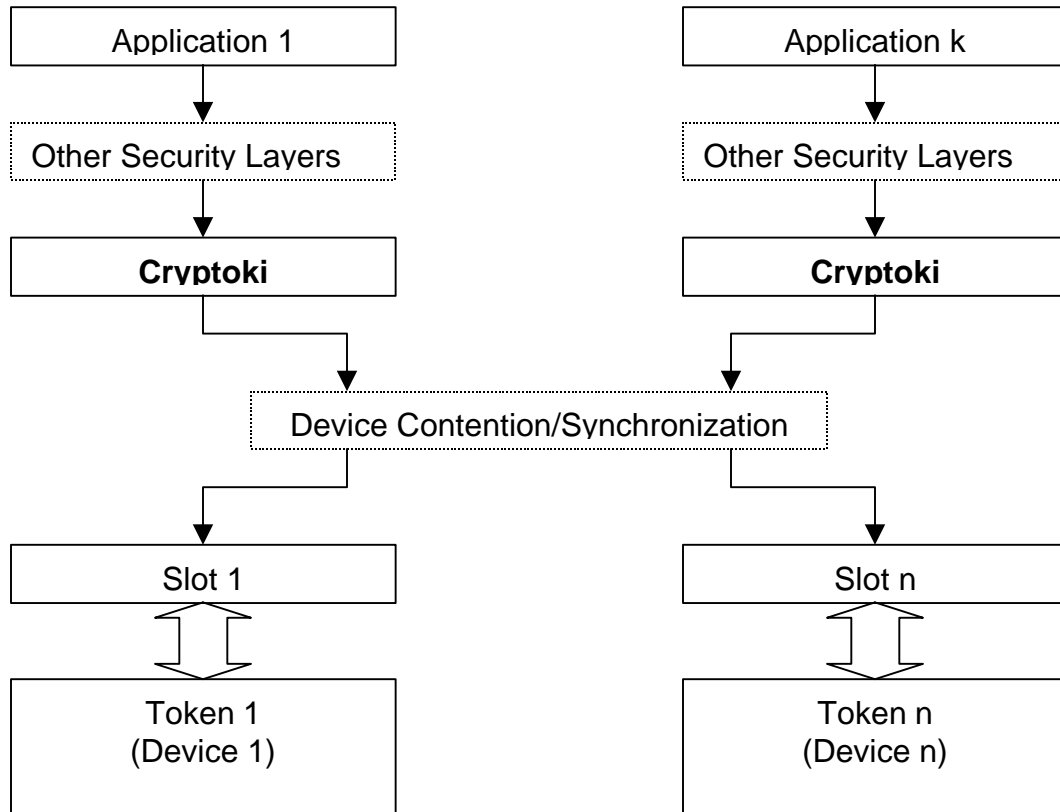 Application 1
Application k
Other Security Layers
Other Security Layers
Cryptoki
Cryptoki
Device Contention/Synchronization
Slot 1
Slot n
Token 1
(Device 1)
Token n
(Device n)